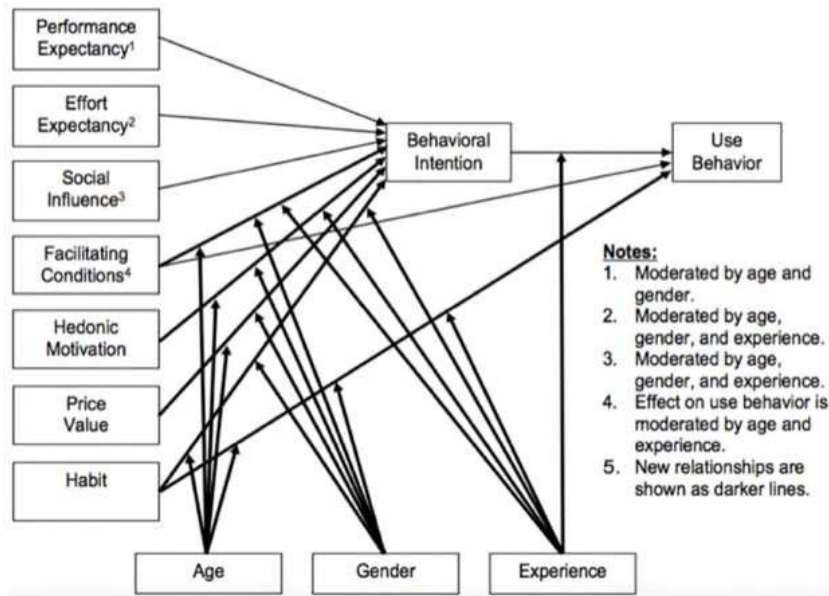 Performance
Expectancy¹
Effort
Expectancy²
Social
Influence³
Facilitating
Conditions⁴
Hedonic
Motivation
Price
Value
Habit
Behavioral
Intention
Use
Behavior
Notes:
1. Moderated by age and
gender.
2. Moderated by age,
gender, and experience.
3. Moderated by age,
gender, and experience.
4. Effect on use behavior is
moderated by age and
experience.
5. New relationships are
shown as darker lines.
Age
Gender
Experience